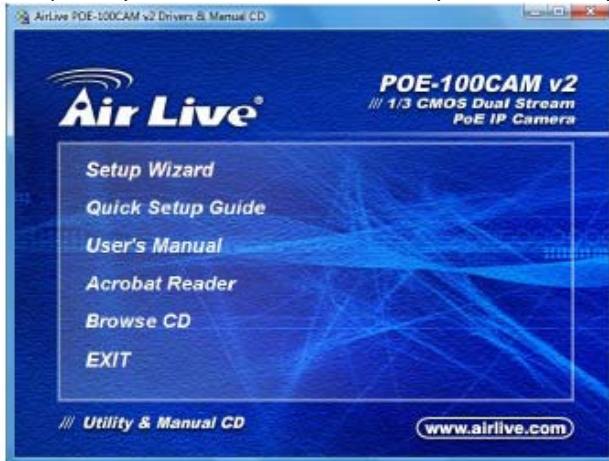 AirLive POE-100CAM v2 Drivers & Manual CD
Air Live®
POE-100CAM v2
/// 1/3 CMOS Dual Stream
PoE IP Camera
Setup Wizard
Quick Setup Guide
User's Manual
Acrobat Reader
Browse CD
EXIT
/// Utility & Manual CD
www.airlive.com